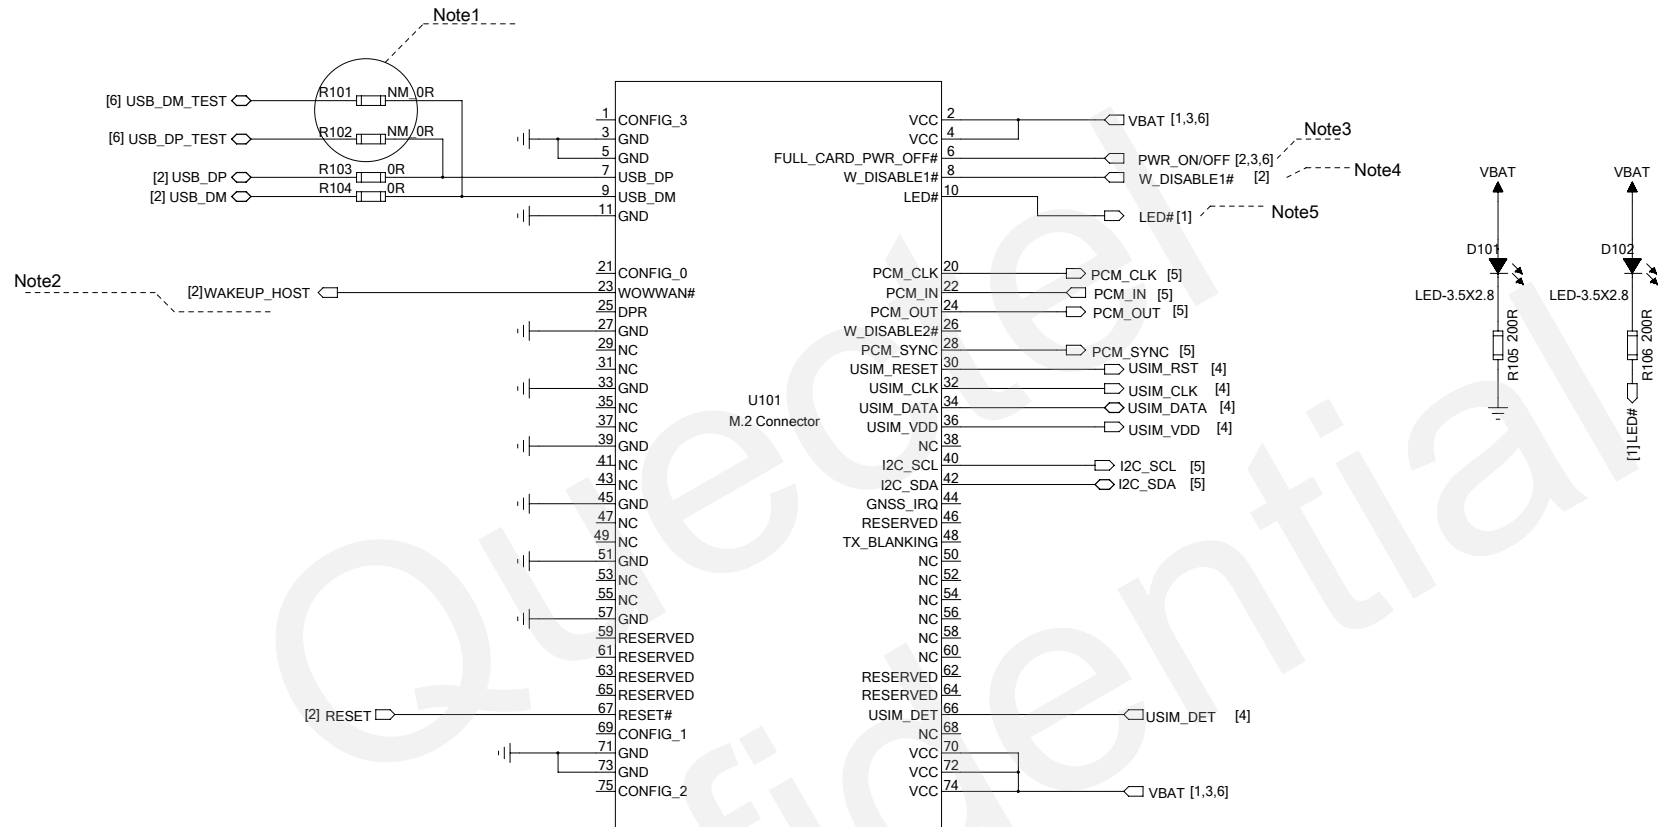 Note1
[6] USB_DM_TEST R101 NM_0R
[6] USB_DP_TEST R102 NM_0R
[2] USB_DP R103 0R
[2] USB_DM R104 0R
Note2
[2]WAKEUP_HOST
[2] RESET
1 CONFIG_3
3 GND
5 GND
7 USB_DP
9 USB_DM
11 GND
21 CONFIG_0
23 WOWWAN#
25 DPR
27 GND
29 NC
31 NC
33 GND
35 NC
37 NC
39 GND
41 NC
43 NC
45 GND
47 NC
49 NC
51 GND
53 NC
55 NC
57 GND
59 RESERVED
61 RESERVED
63 RESERVED
65 RESERVED
67 RESET#
69 CONFIG_1
71 GND
73 GND
75 CONFIG_2
U101
M.2 Connector
VCC 2 VBAT [1,3,6]
VCC 4
FULL_CARD_PWR_OFF# 6 PWR_ON/OFF [2,3,6]
W_DISABLE1# 8 W_DISABLE1# [2]
LED# 10 LED# [1]
PCM_CLK 20 PCM_CLK [5]
PCM_IN 22 PCM_IN [5]
PCM_OUT 24 PCM_OUT [5]
W_DISABLE2# 26
PCM_SYNC 28 PCM_SYNC [5]
USIM_RESET 30 USIM_RST [4]
USIM_CLK 32 USIM_CLK [4]
USIM_DATA 34 USIM_DATA [4]
USIM_VDD 36 USIM_VDD [4]
NC 38
I2C_SCL 40 I2C_SCL [5]
I2C_SDA 42 I2C_SDA [5]
GNSS_IRQ 44
RESERVED 46
TX_BLANKING 48
NC 50
NC 52
NC 54
NC 56
NC 58
NC 60
RESERVED 62
RESERVED 64
USIM_DET 66 USIM_DET [4]
NC 68
VCC 70
VCC 72
VCC 74 VBAT [1,3,6]
Note3
Note4
Note5
VBAT
D101
LED-3.5X2.8
R105 200R
VBAT
D102
LED-3.5X2.8
R106 200R
[1] LED#
Quectel